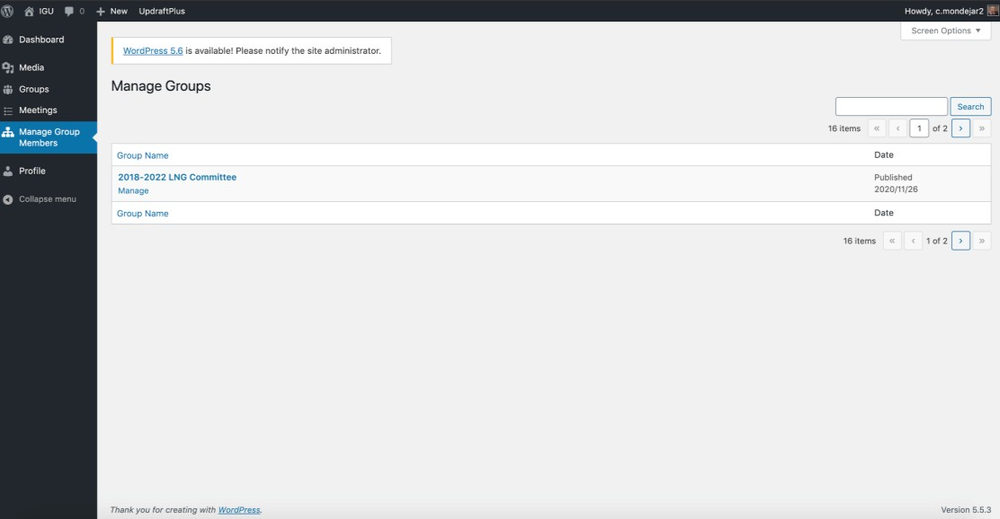 IGU 0 + New UpdraftPlus Howdy, c.mondejar2
Screen Options ▼
Dashboard
Media
Groups
Meetings
Manage Group
Members
Profile
Collapse menu
WordPress 5.6 is available! Please notify the site administrator.
Manage Groups
Search
16 items « ‹ 1 of 2 › »
Group Name Date
2018-2022 LNG Committee Published
Manage 2020/11/26
Group Name Date
16 items « ‹ 1 of 2 › »
Thank you for creating with WordPress. Version 5.5.3